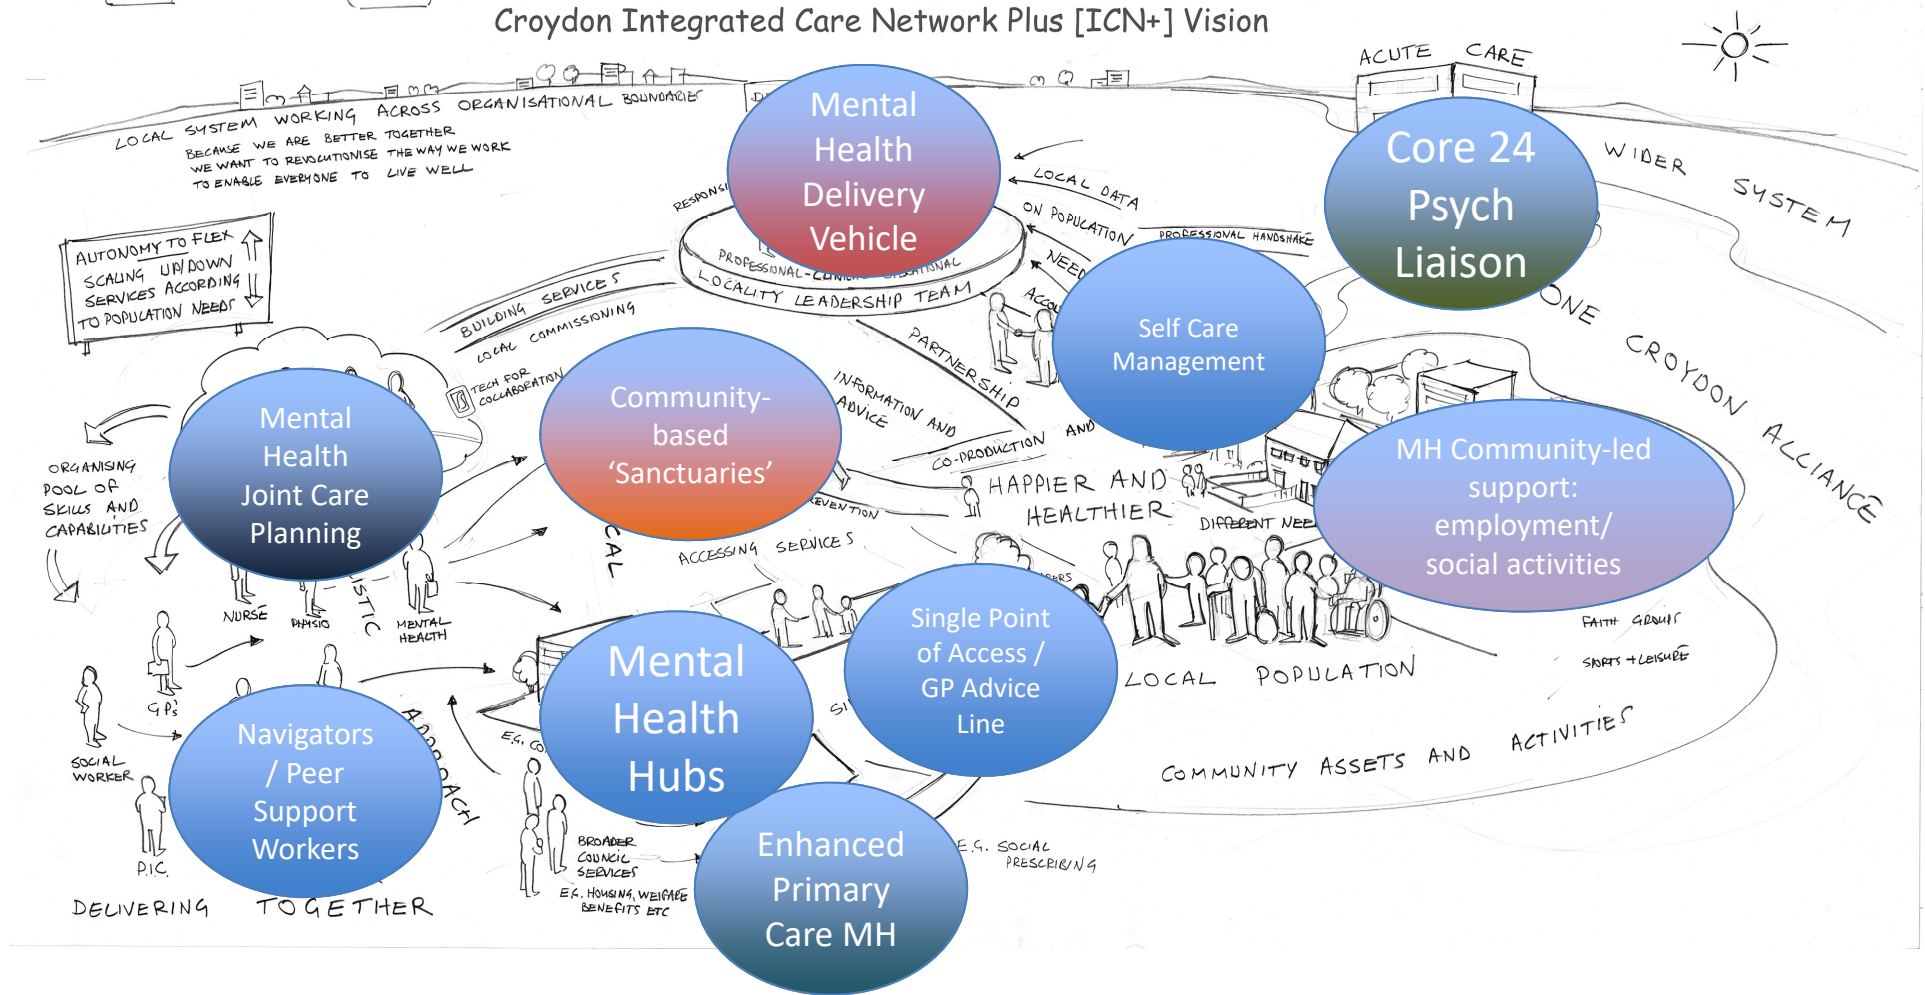 Croydon Integrated Care Network Plus [ICN+] Vision
ACUTE CARE
LOCAL SYSTEM WORKING ACROSS ORGANISATIONAL BOUNDARIES
BECAUSE WE ARE BETTER TOGETHER
WE WANT TO REVOLUTIONISE THE WAY WE WORK
TO ENABLE EVERYONE TO LIVE WELL
Mental
Health
Delivery
Vehicle
Core 24
Psych
Liaison
WIDER SYSTEM
LOCAL DATA
ON POPULATION
NEED
PROFESSIONAL HANDSHAKE
AUTONOMY TO FLEX
SCALING UP/DOWN
SERVICES ACCORDING
TO POPULATION NEEDS
LOCALITY LEADERSHIP TEAM
BUILDING SERVICES
LOCAL COMMISSIONING
TECH FOR
COLLABORATION
PARTNERSHIP
Self Care
Management
ONE CROYDON ALLIANCE
Mental
Health
Joint Care
Planning
Community-
based
‘Sanctuaries’
INFORMATION AND
ADVICE
CO-PRODUCTION AND
HAPPIER AND
HEALTHIER
DIFFERENT
MH Community-led
support:
employment/
social activities
ORGANISING
POOL OF
SKILLS AND
CAPABILITIES
ACCESSING SERVICES
NURSE
PHYSIO
MENTAL
HEALTH
FAITH GROUPS
SPORTS + LEISURE
Single Point
of Access /
GP Advice
Line
LOCAL POPULATION
COMMUNITY ASSETS AND ACTIVITIES
Mental
Health
Hubs
GPs
SOCIAL
WORKER
Navigators
/ Peer
Support
Workers
APPROACH
P.I.C.
DELIVERING TOGETHER
BROADER
COUNCIL
SERVICES
E.G. HOUSING, WELFARE
BENEFITS ETC
Enhanced
Primary
Care MH
E.G. SOCIAL
PRESCRIBING